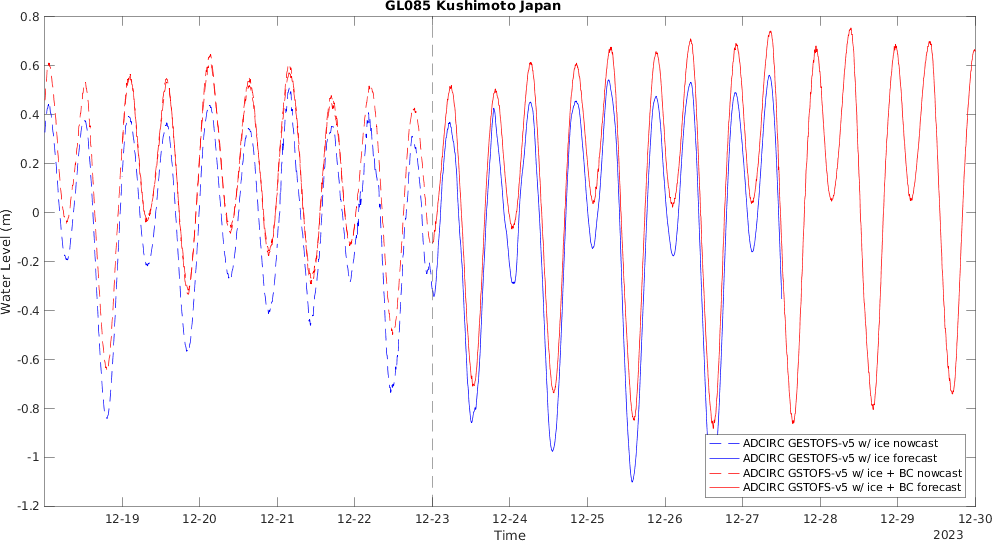 GL085 Kushimoto Japan
0.8
0.6
0.4
0.2
0
-0.2
-0.4
-0.6
-0.8
-1
-1.2
Water Level (m)
12-19 12-20 12-21 12-22 12-23 12-24 12-25 12-26 12-27 12-28 12-29 12-30
Time
2023
ADCIRC GESTOFS-v5 w/ ice nowcast
ADCIRC GESTOFS-v5 w/ ice forecast
ADCIRC GSTOFS-v5 w/ ice + BC nowcast
ADCIRC GSTOFS-v5 w/ ice + BC forecast